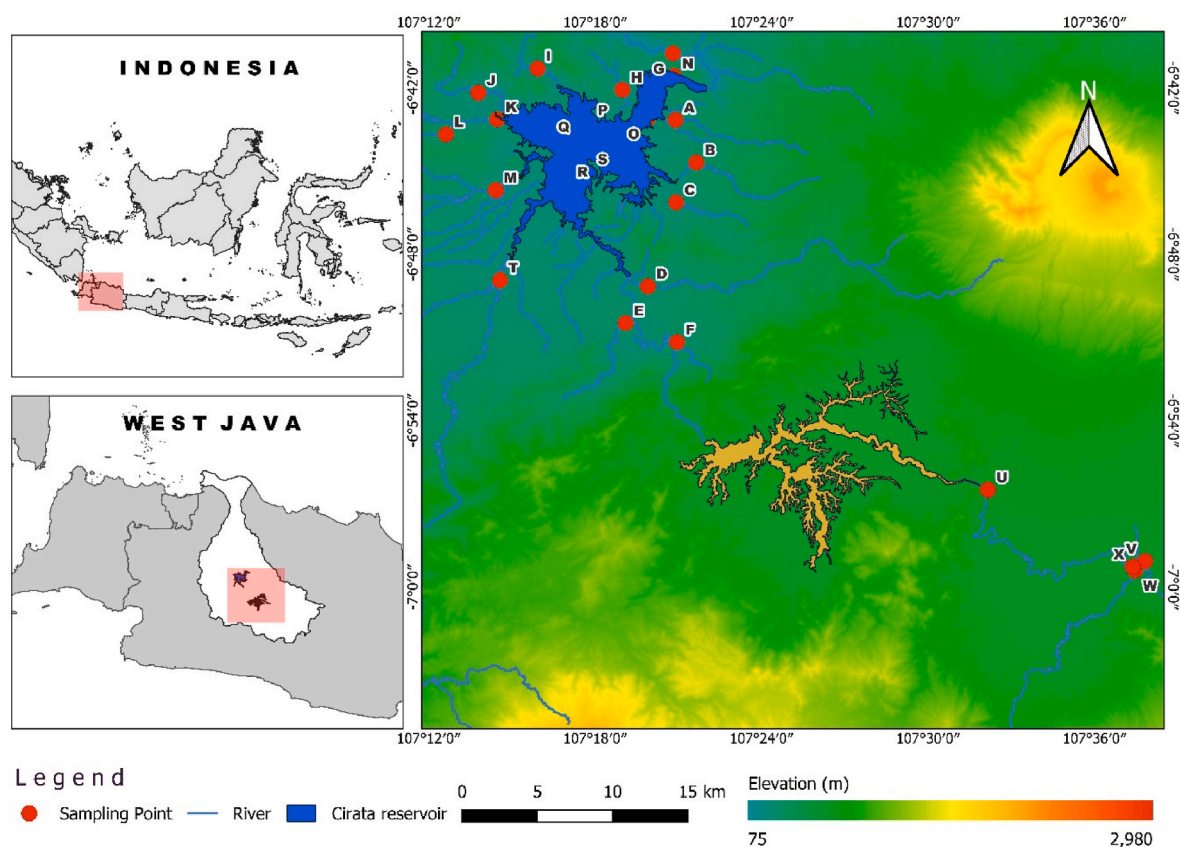 INDONESIA
WEST JAVA
107°12′0″ 107°18′0″ 107°24′0″ 107°30′0″ 107°36′0″
-6°42′0″ -6°42′0″
-6°48′0″ -6°48′0″
-6°54′0″ -6°54′0″
-7°0′0″ -7°0′0″
107°12′0″ 107°18′0″ 107°24′0″ 107°30′0″ 107°36′0″
N
I
G N
H
J
P
K
A
Q
O
L
B
S
R
M
C
T
D
E
F
U
X V
W
Legend
Sampling Point River Cirata reservoir
0 5 10 15 km
Elevation (m)
75 2,980